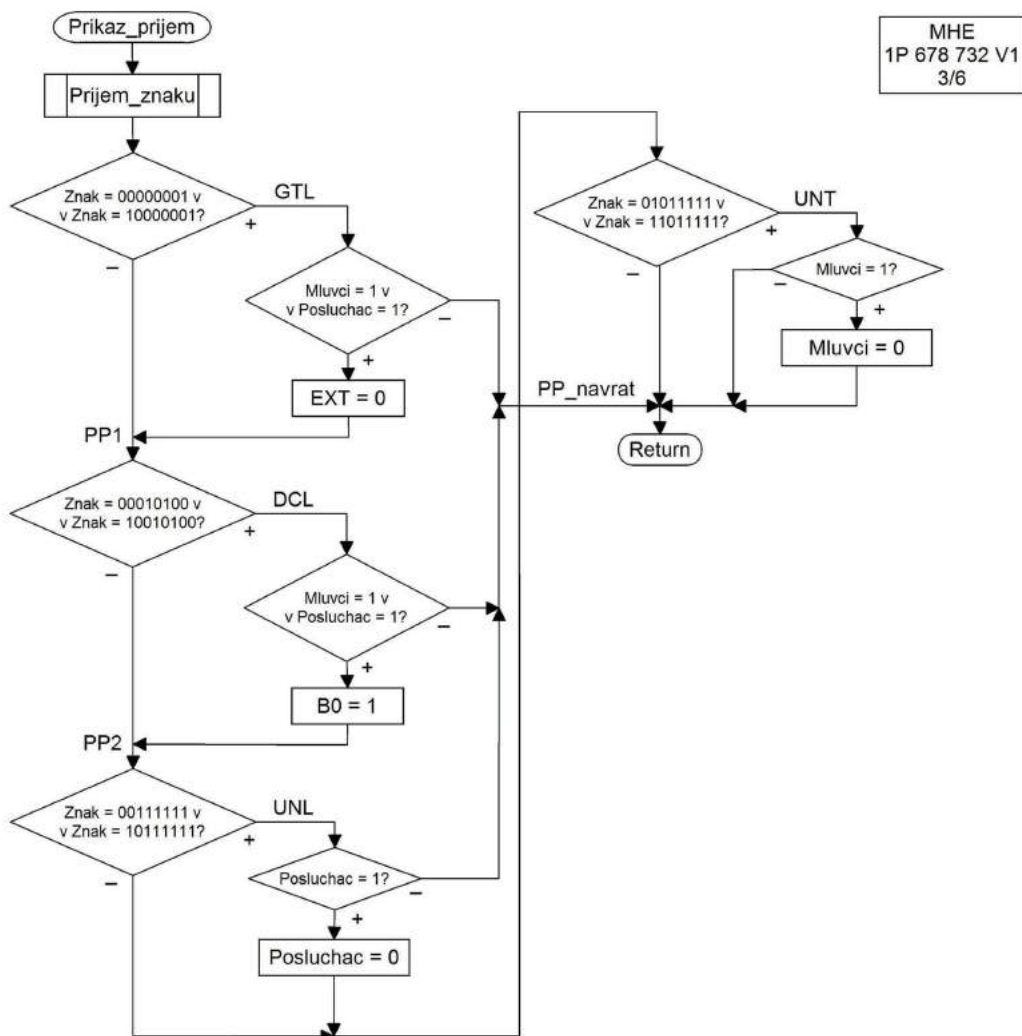 Prikaz_prijem
MHE
1P 678 732 V1
3/6
Prijem_znaku
Znak = 00000001 v
v Znak = 10000001?
GTL
+
–
Mluvci = 1 v
v Posluchac = 1?
–
+
EXT = 0
PP1
Znak = 00010100 v
v Znak = 10010100?
DCL
+
–
Mluvci = 1 v
v Posluchac = 1?
–
+
B0 = 1
PP2
Znak = 00111111 v
v Znak = 10111111?
UNL
+
–
Posluchac = 1?
–
+
Posluchac = 0
Znak = 01011111 v
v Znak = 11011111?
UNT
+
–
Mluvci = 1?
–
+
Mluvci = 0
PP_navrat
Return